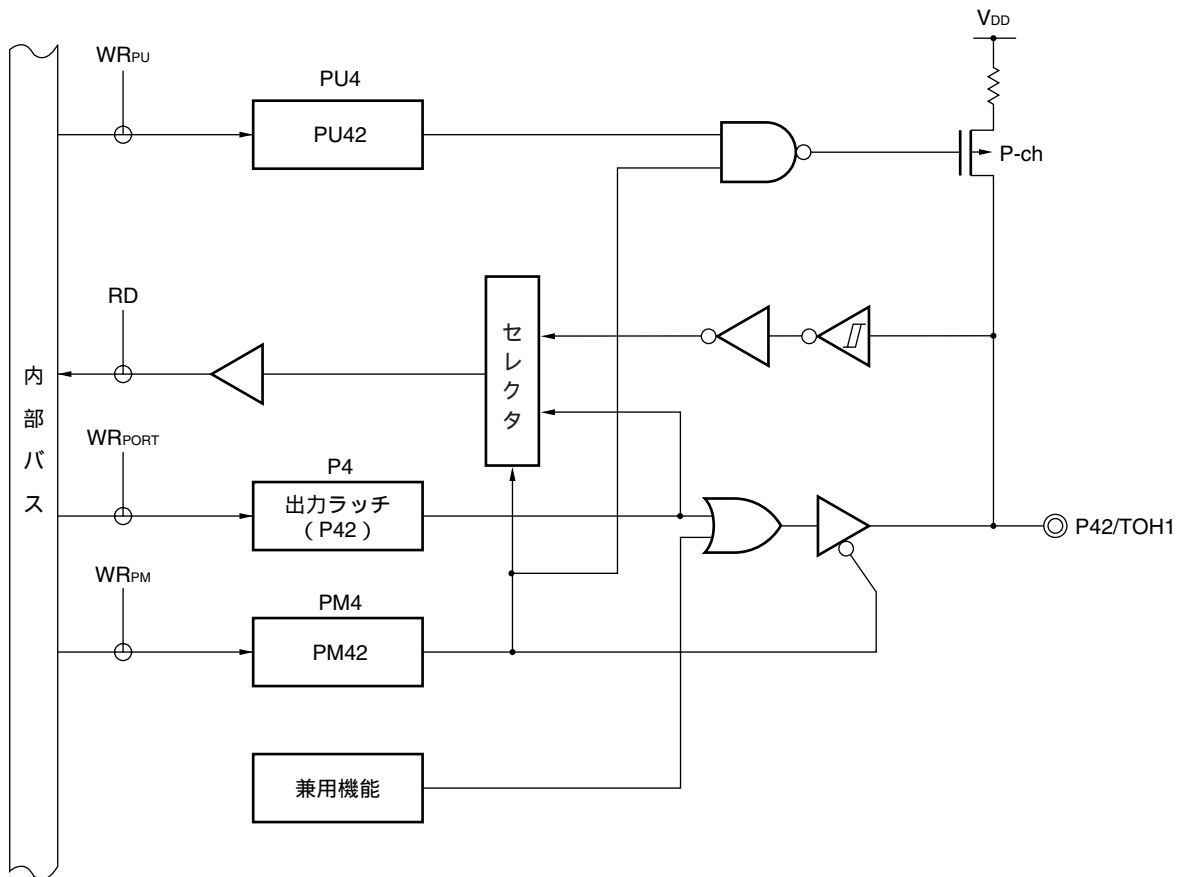 VDD
WRPU
PU4
PU42
P-ch
RD
セレクタ
内部バス
WRPORT
P4
出力ラッチ
（P42）
P42/TOH1
WRPM
PM4
PM42
兼用機能